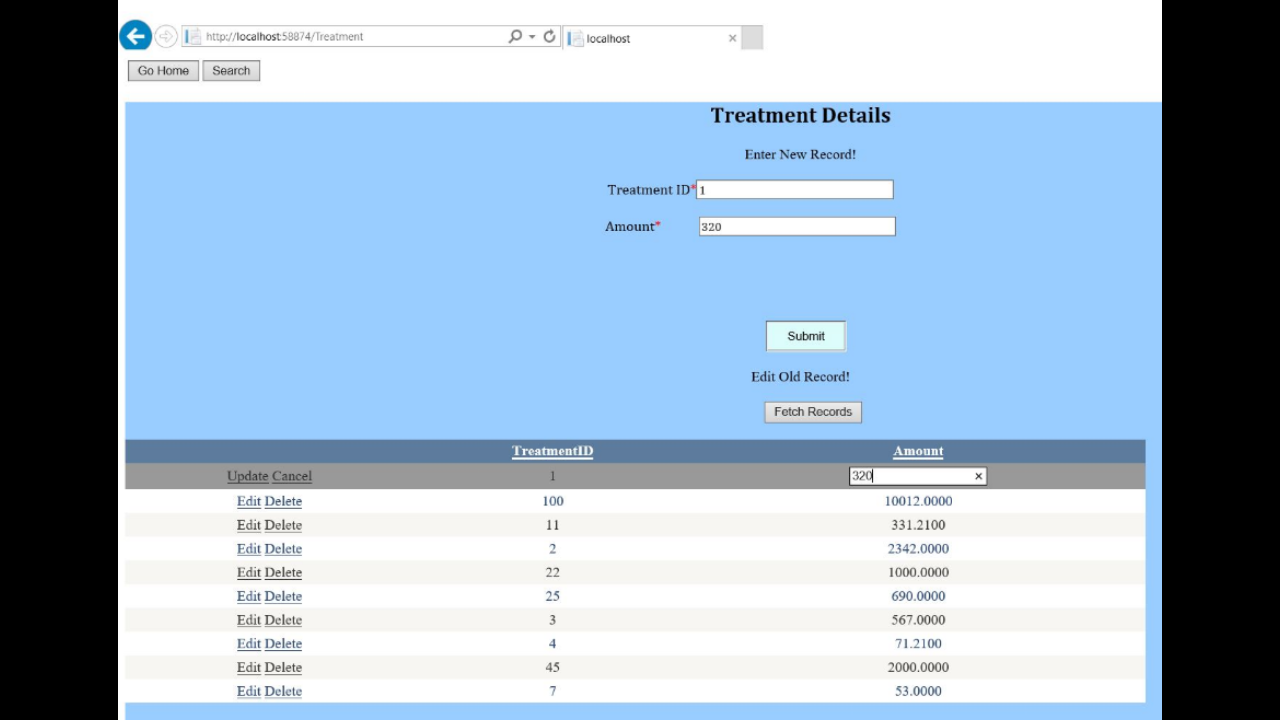 http://localhost:58874/Treatment localhost
Go Home Search
Treatment Details
Enter New Record!
Treatment ID* 1
Amount* 320
Submit
Edit Old Record!
Fetch Records
TreatmentID Amount
Update Cancel 1 320
Edit Delete 100 10012.0000
Edit Delete 11 331.2100
Edit Delete 2 2342.0000
Edit Delete 22 1000.0000
Edit Delete 25 690.0000
Edit Delete 3 567.0000
Edit Delete 4 71.2100
Edit Delete 45 2000.0000
Edit Delete 7 53.0000